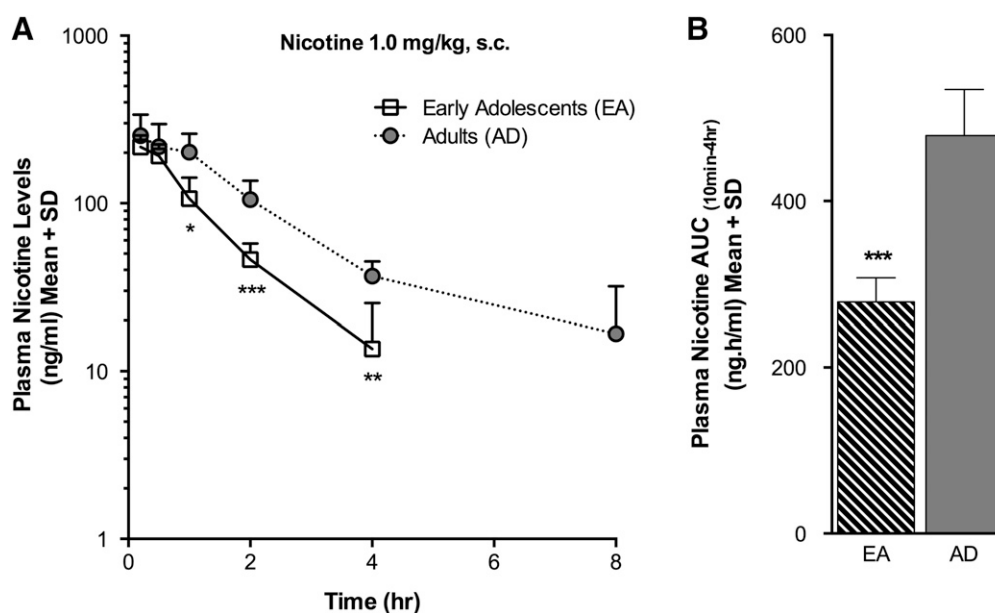 A
Nicotine 1.0 mg/kg, s.c.
Early Adolescents (EA)
Adults (AD)
Plasma Nicotine Levels
(ng/ml) Mean + SD
1000
100
10
1
*
***
**
0
2
4
6
8
Time (hr)
B
Plasma Nicotine AUC (10min-4hr)
(ng.h/ml) Mean + SD
600
400
200
0
***
EA
AD